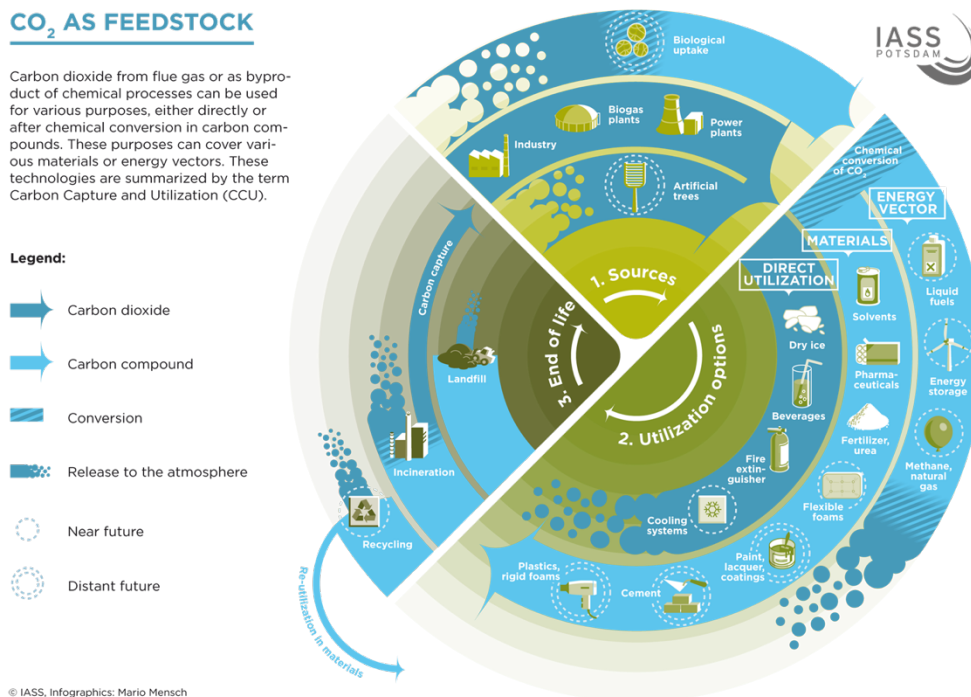 CO₂ AS FEEDSTOCK
Carbon dioxide from flue gas or as bypro-
duct of chemical processes can be used
for various purposes, either directly or
after chemical conversion in carbon com-
pounds. These purposes can cover vari-
ous materials or energy vectors. These
technologies are summarized by the term
Carbon Capture and Utilization (CCU).
Legend:
Carbon dioxide
Carbon compound
Conversion
Release to the atmosphere
Near future
Distant future
© IASS, Infographics: Mario Mensch
IASS
POTSDAM
1. Sources
Biological
uptake
Industry
Biogas
plants
Power
plants
Artificial
trees
2. Utilization options
Chemical
conversion
of CO₂
DIRECT
UTILIZATION
Dry ice
Beverages
Fire extin-
guisher
Cooling
systems
MATERIALS
Solvents
Pharma-
ceuticals
Fertilizer,
urea
Flexible
foams
Paint,
lacquer,
coatings
Cement
Plastics,
rigid foams
ENERGY
VECTOR
Liquid
fuels
Energy
storage
Methane,
natural
gas
3. End of life
Carbon capture
Landfill
Incineration
Recycling
Re-utilization in materials